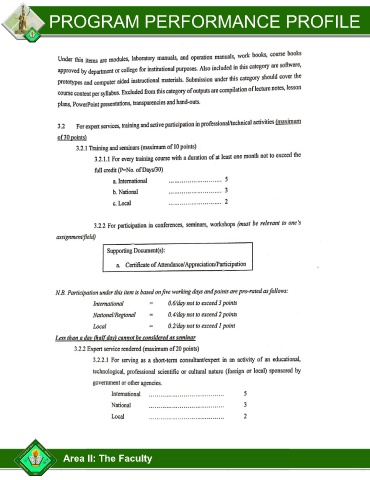 PROGRAM PERFORMANCE PROFILE
Under this items are modules, laboratory manuals, and operation manuals, work books, course books
approved by department or college for institutional purposes. Also included in this category are software,
prototypes and computer aided instructional materials. Submission under this category should cover the
course content per syllabus. Excluded from this category of outputs are compilation of lecture notes, lesson
plans, PowerPoint presentations, transparencies and hand-outs.
3.2 For expert services, training and active participation in professional/technical activities (maximum
of 30 points)
3.2.1 Training and seminars (maximum of 10 points)
3.2.1.1 For every training course with a duration of at least one month not to exceed the
full credit (P=No. of Days/30)
a. International ............................ 5
b. National ............................ 3
c. Local ............................ 2
3.2.2 For participation in conferences, seminars, workshops (must be relevant to one's
assignment/field)
Supporting Document(s):
a. Certificate of Attendance/Appreciation/Participation
N.B. Participation under this item is based on five working days and points are pro-rated as follows:
International = 0.6/day not to exceed 3 points
National/Regional = 0.4/day not to exceed 2 points
Local = 0.2/day not to exceed 1 point
Less than a day (half day) cannot be considered as seminar
3.2.2 Expert service rendered (maximum of 20 points)
3.2.2.1 For serving as a short-term consultant/expert in an activity of an educational,
technological, professional scientific or cultural nature (foreign or local) sponsored by
government or other agencies.
International ........................................ 5
National ........................................ 3
Local ........................................ 2
Area II: The Faculty